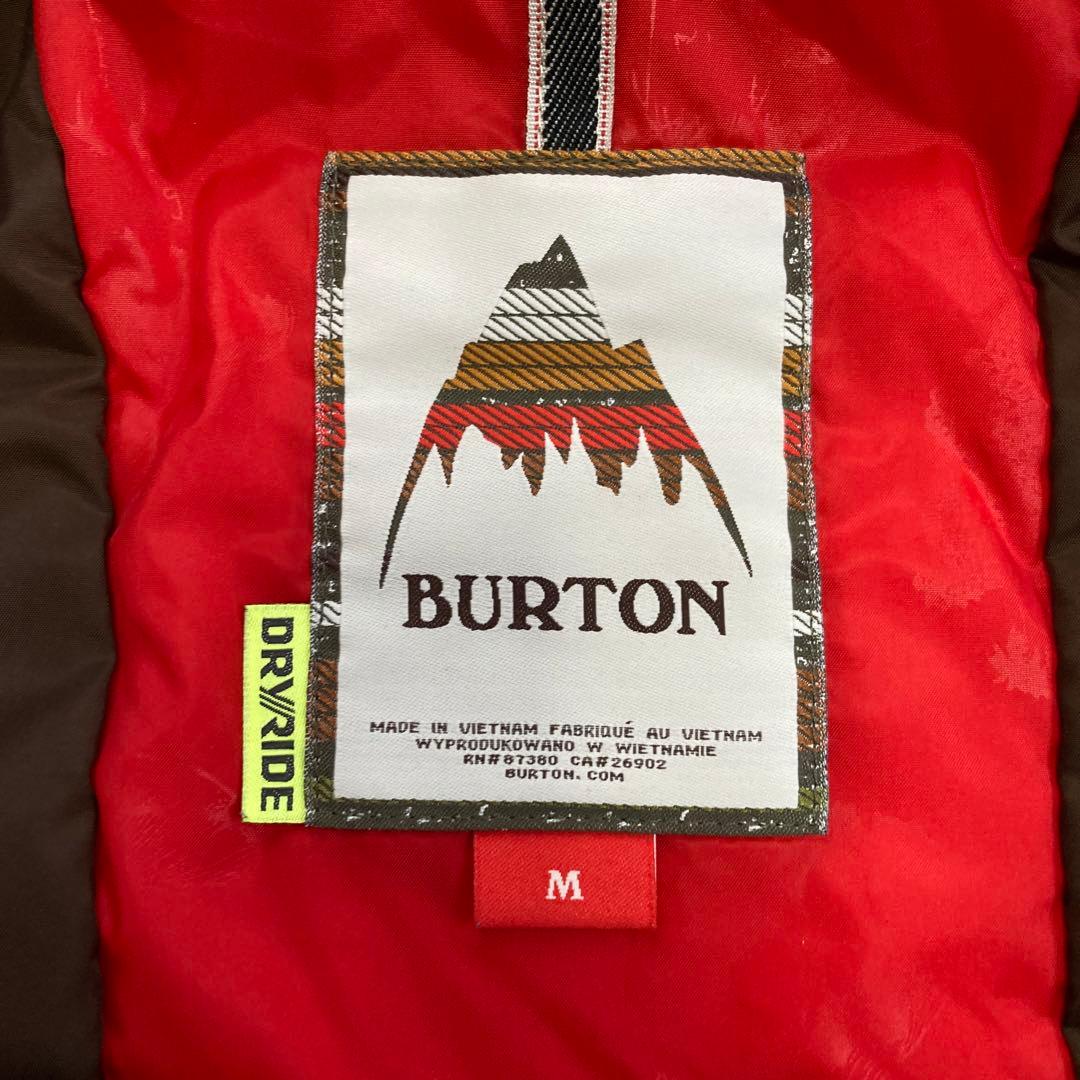 BURTON
DRY//RIDE
MADE IN VIETNAM FABRIQUÉ AU VIETNAM
WYPRODUKOWANO W WIETNAMIE
RN#87380 CA#26902
BURTON.COM
M